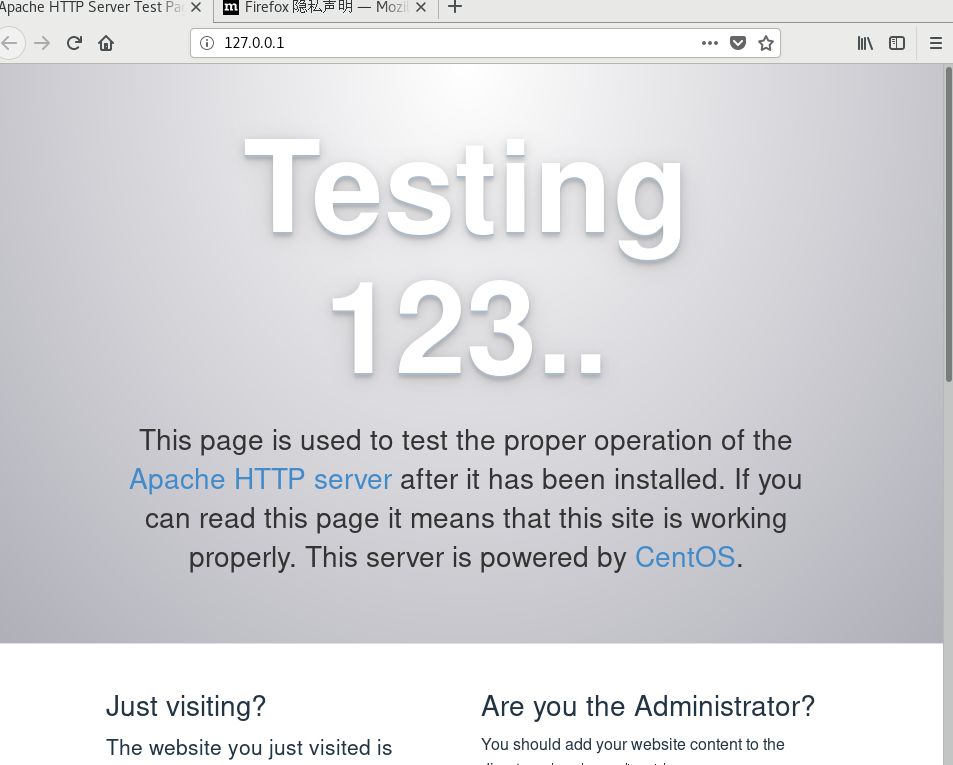 Apache HTTP Server Test Pa
m Firefox 隐私声明 — Mozil
127.0.0.1
Testing
123..
This page is used to test the proper operation of the
Apache HTTP server after it has been installed. If you
can read this page it means that this site is working
properly. This server is powered by CentOS.
Just visiting?
The website you just visited is
Are you the Administrator?
You should add your website content to the